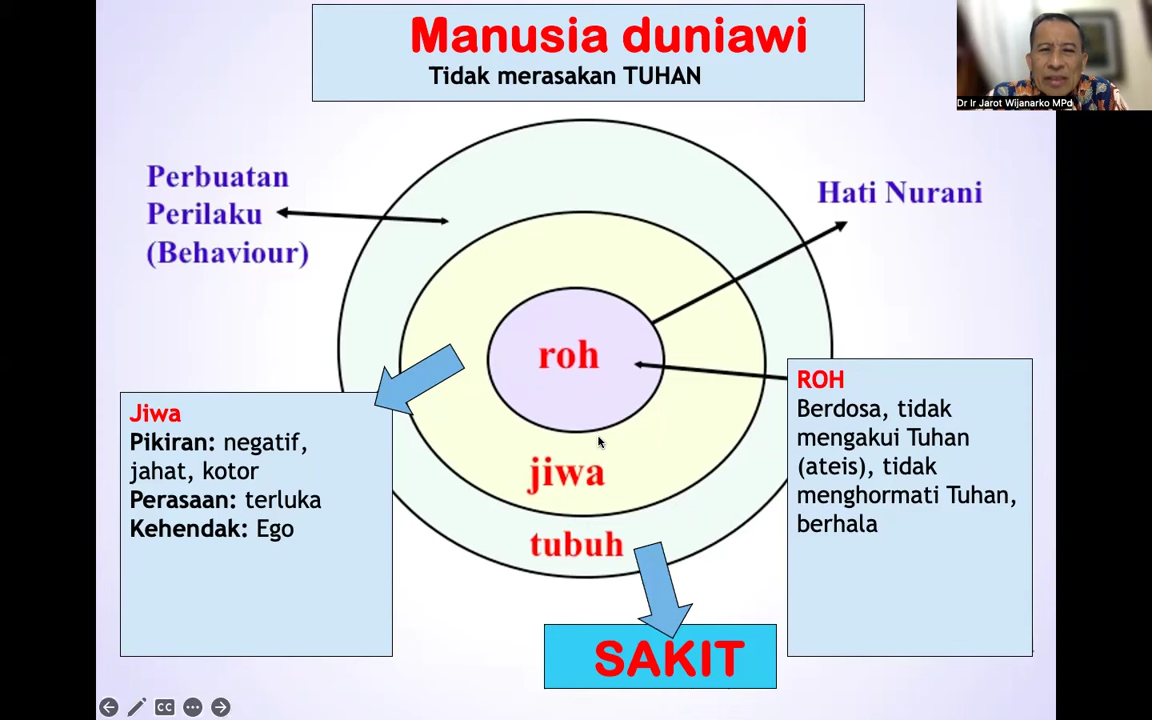 Manusia duniawi
Tidak merasakan TUHAN
Dr Ir Jarot Wijanarko MPd
Perbuatan
Perilaku
(Behaviour)
Hati Nurani
roh
jiwa
tubuh
Jiwa
Pikiran: negatif,
jahat, kotor
Perasaan: terluka
Kehendak: Ego
ROH
Berdosa, tidak
mengakui Tuhan
(ateis), tidak
menghormati Tuhan,
berhala
SAKIT
CC